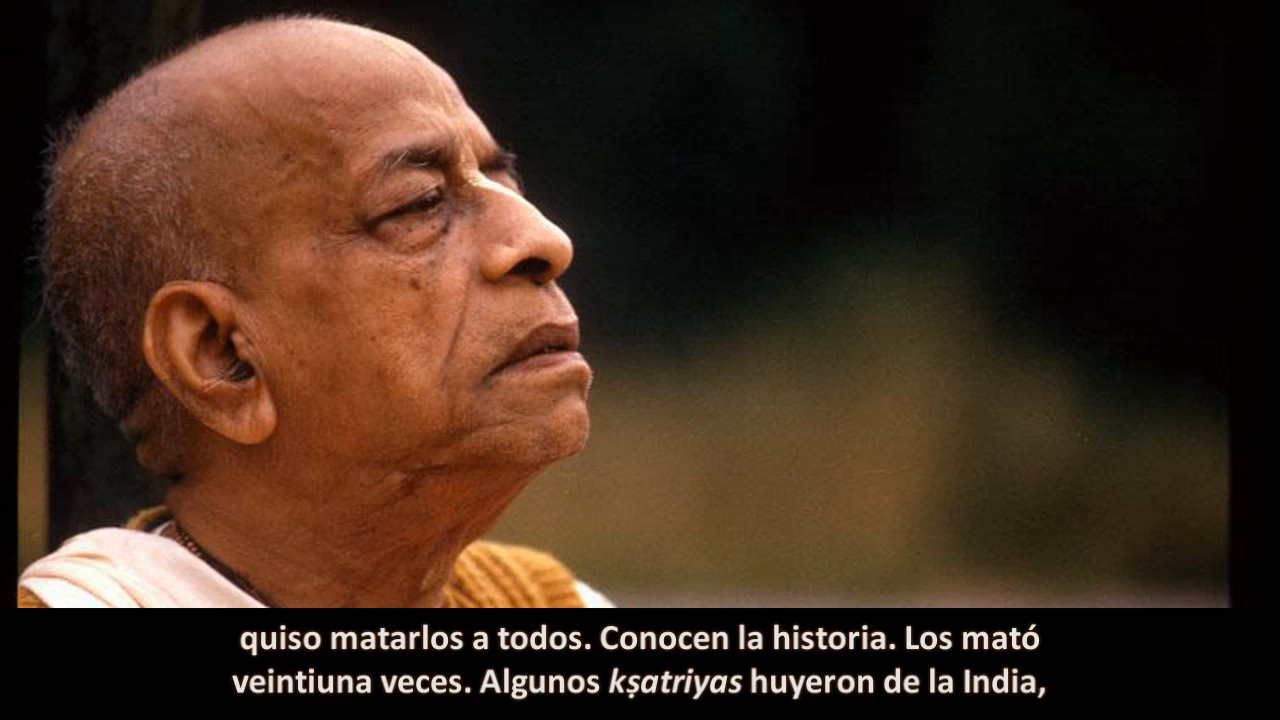 quiso matarlos a todos. Conocen la historia. Los mató
veintiuna veces. Algunos kṣatriyas huyeron de la India,